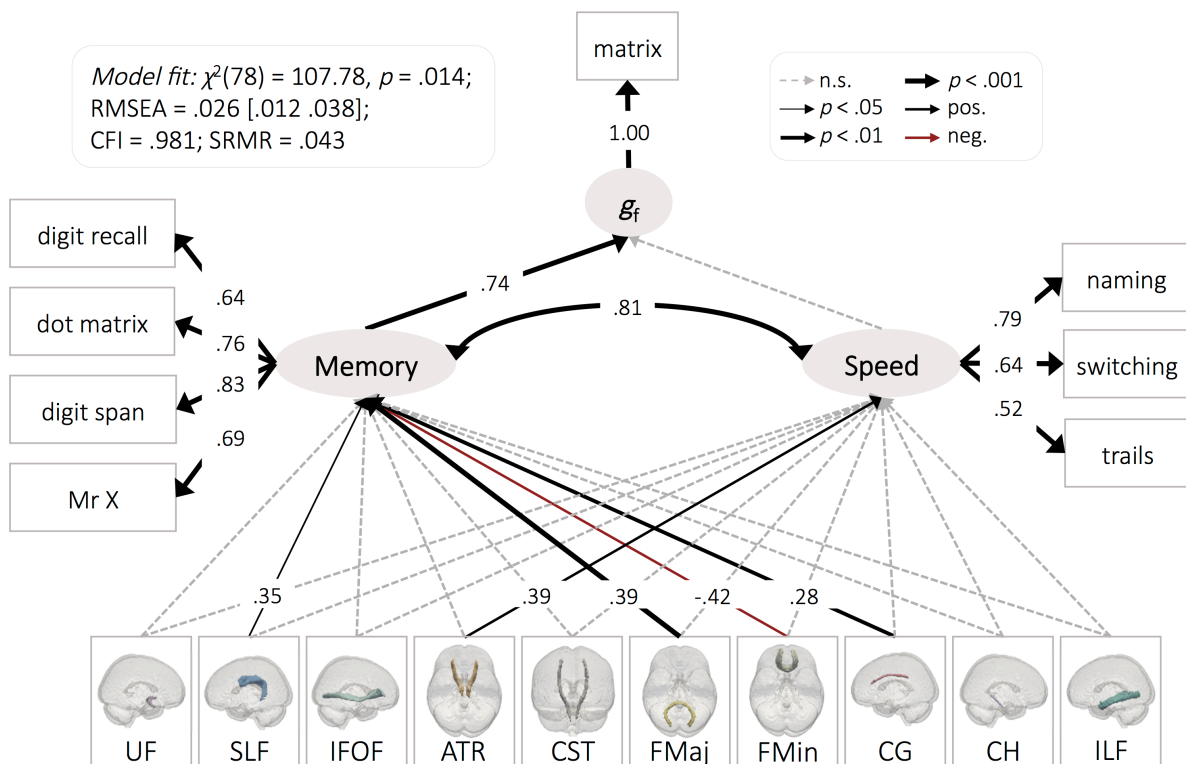 matrix
Model fit: χ²(78) = 107.78, p = .014;
RMSEA = .026 [.012 .038];
CFI = .981; SRMR = .043
n.s.
p < .001
p < .05
pos.
p < .01
neg.
1.00
gf
digit recall
dot matrix
digit span
Mr X
.64
.76
.83
.69
.74
.81
Memory
Speed
.79
.64
.52
naming
switching
trails
.35
.39
.39
-.42
.28
UF
SLF
IFOF
ATR
CST
FMaj
FMin
CG
CH
ILF